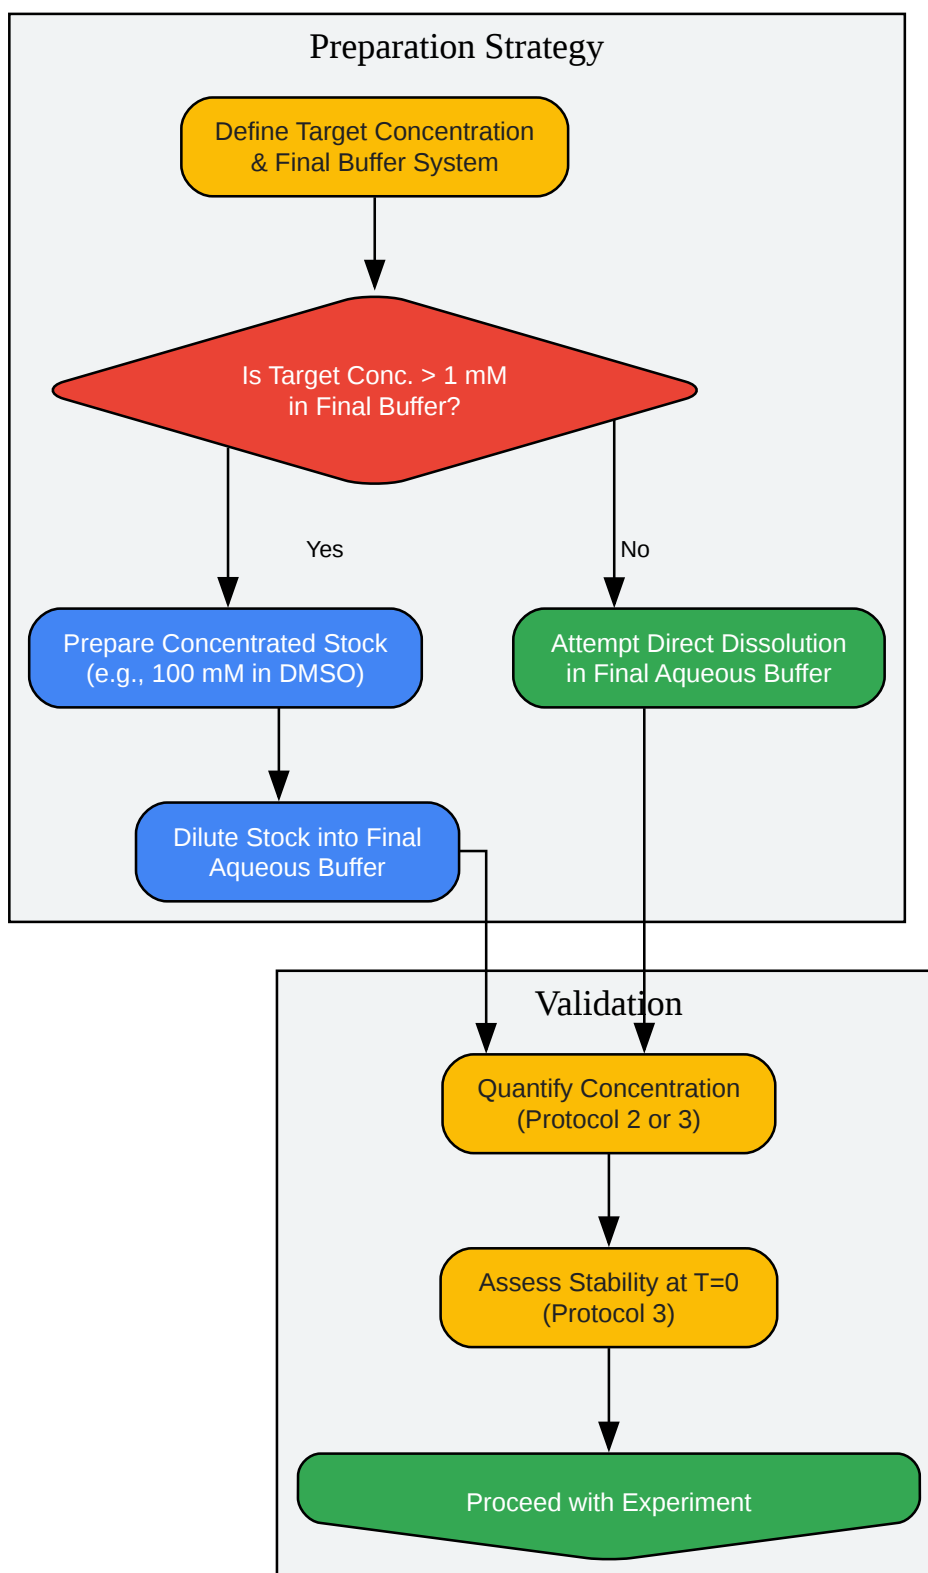 Preparation Strategy
Define Target Concentration
& Final Buffer System
Is Target Conc. > 1 mM
in Final Buffer?
Yes
No
Prepare Concentrated Stock
(e.g., 100 mM in DMSO)
Attempt Direct Dissolution
in Final Aqueous Buffer
Dilute Stock into Final
Aqueous Buffer
Validation
Quantify Concentration
(Protocol 2 or 3)
Assess Stability at T=0
(Protocol 3)
Proceed with Experiment